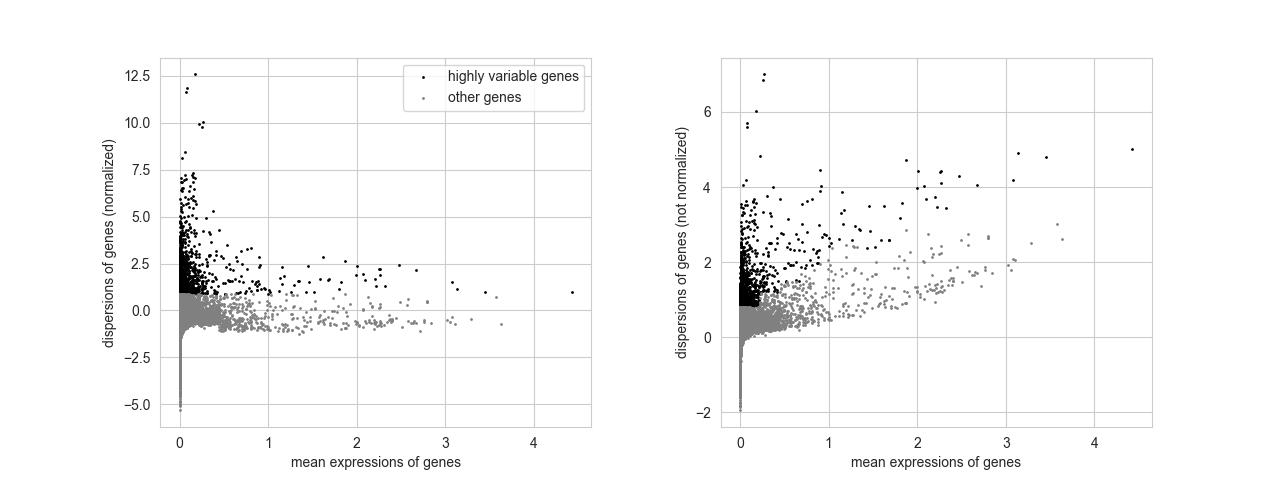 highly variable genes
other genes
dispersions of genes (normalized)
12.5
10.0
7.5
5.0
2.5
0.0
−2.5
−5.0
0 1 2 3 4
mean expressions of genes
dispersions of genes (not normalized)
6
4
2
0
−2
0 1 2 3 4
mean expressions of genes